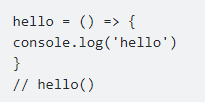 hello = () => {
console.log('hello')
}
// hello()